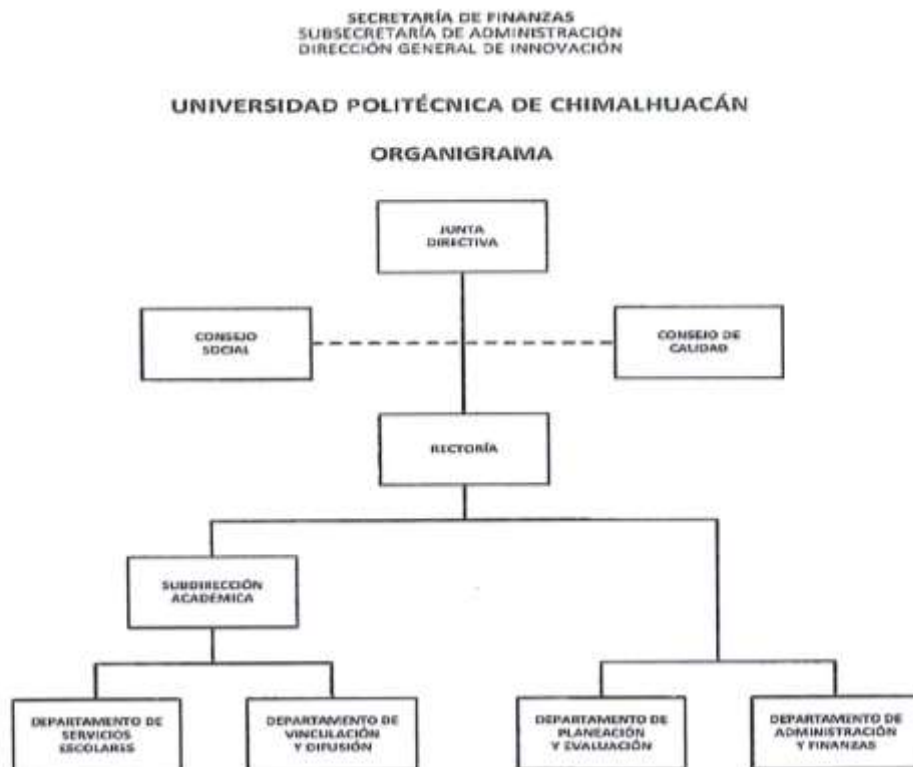 SECRETARÍA DE FINANZAS
SUBSECRETARÍA DE ADMINISTRACIÓN
DIRECCIÓN GENERAL DE INNOVACIÓN
UNIVERSIDAD POLITÉCNICA DE CHIMALHUACÁN
ORGANIGRAMA
JUNTA
DIRECTIVA
CONSEJO
SOCIAL
CONSEJO DE
CALIDAD
RECTORÍA
SUBDIRECCIÓN
ACADÉMICA
DEPARTAMENTO DE
SERVICIOS
ESCOLARES
DEPARTAMENTO DE
VINCULACIÓN
Y DIFUSIÓN
DEPARTAMENTO DE
PLANEACIÓN
Y EVALUACIÓN
DEPARTAMENTO DE
ADMINISTRACIÓN
Y FINANZAS